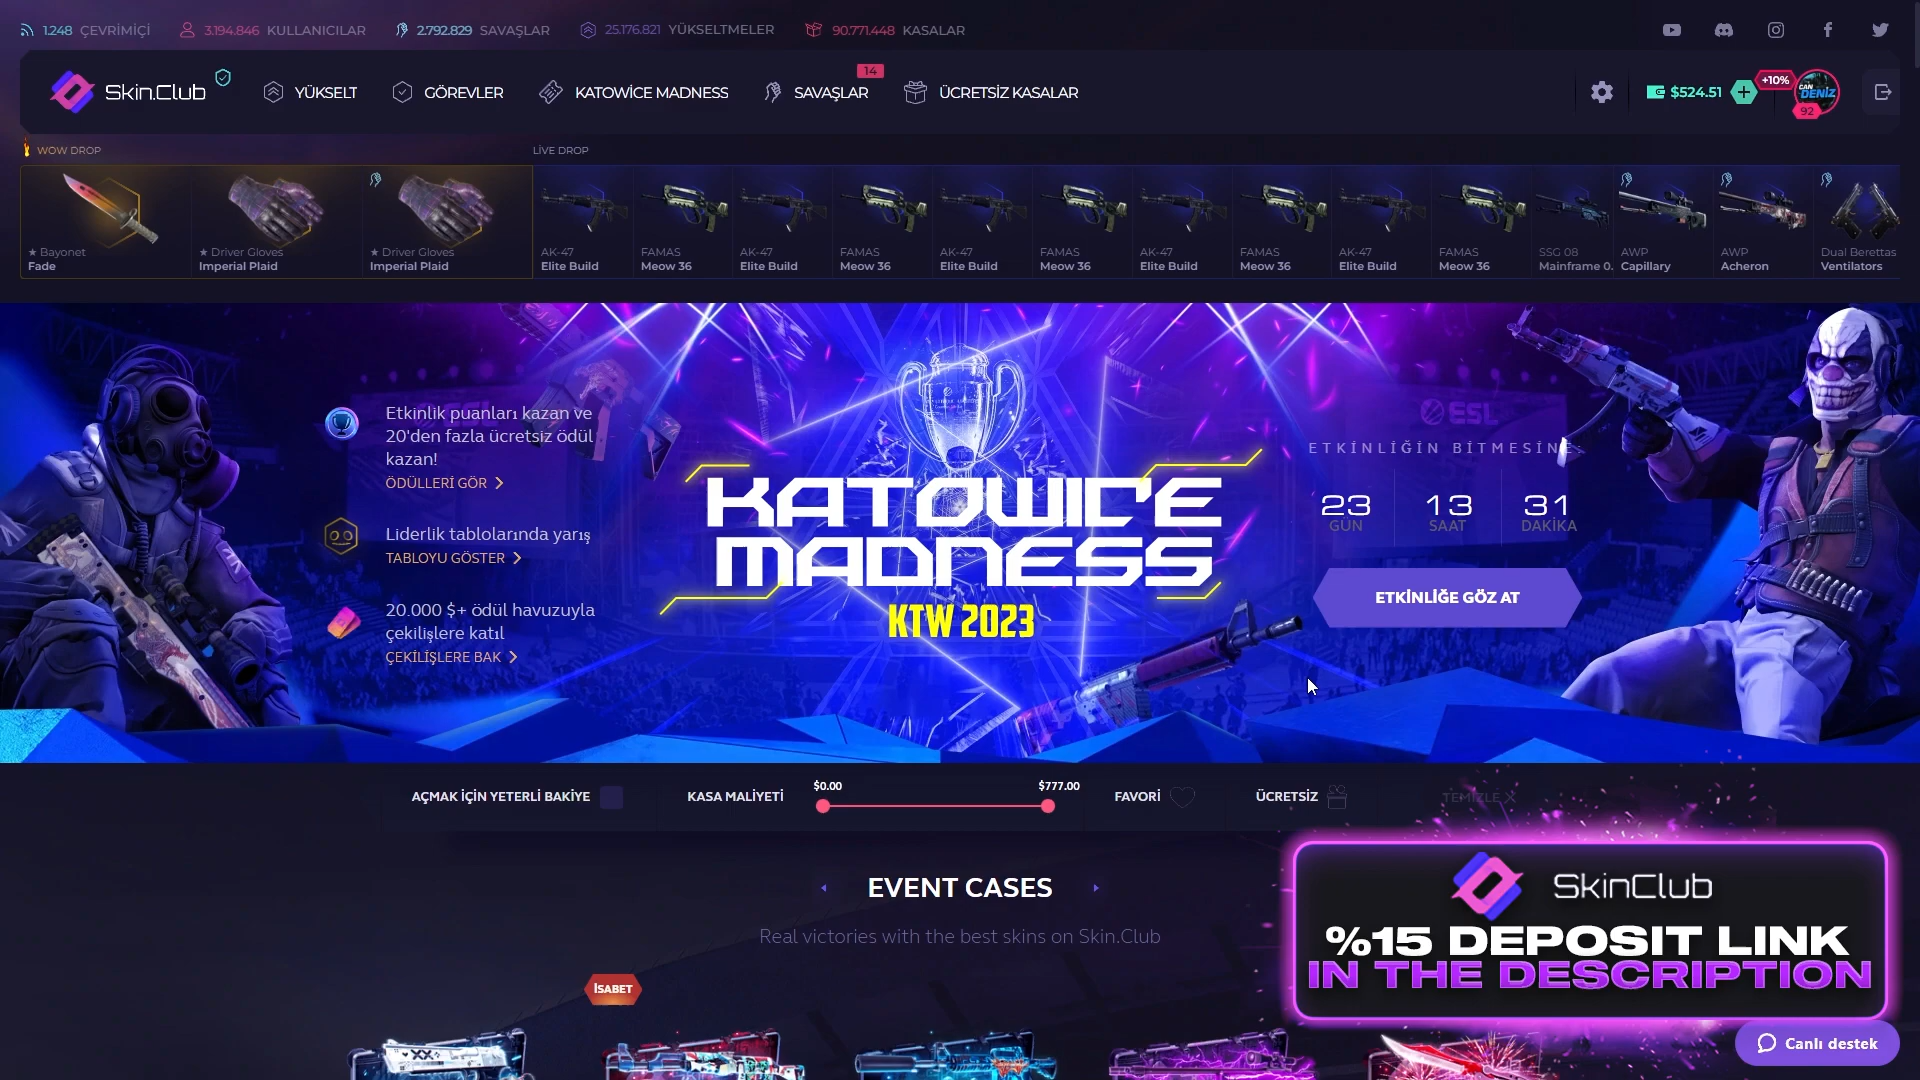 1.248 ÇEVRİMİÇİ
3.194.846 KULLANICILAR
2.792.829 SAVAŞLAR
25.176.821 YÜKSELTMELER
90.771.448 KASALAR
Skin.Club
YÜKSELT
GÖREVLER
KATOWİCE MADNESS
14
SAVAŞLAR
ÜCRETSİZ KASALAR
$524.51
+10%
CAN DENİZ
92
WOW DROP
LİVE DROP
★ Bayonet
Fade
★ Driver Gloves
Imperial Plaid
★ Driver Gloves
Imperial Plaid
AK-47
Elite Build
FAMAS
Meow 36
AK-47
Elite Build
FAMAS
Meow 36
AK-47
Elite Build
FAMAS
Meow 36
AK-47
Elite Build
FAMAS
Meow 36
AK-47
Elite Build
FAMAS
Meow 36
SSG 08
Mainframe 0.
AWP
Capillary
AWP
Acheron
Dual Berettas
Ventilators
Etkinlik puanları kazan ve
20'den fazla ücretsiz ödül
kazan!
ÖDÜLLERİ GÖR
Liderlik tablolarında yarış
TABLOYU GÖSTER
20.000 $+ ödül havuzuyla
çekilişlere katıl
ÇEKİLİŞLERE BAK
KATOWICE
MADNESS
KTW 2023
ESL
ETKİNLİĞİN BİTMESİNE:
23 GÜN
13 SAAT
31 DAKİKA
ETKİNLİĞE GÖZ AT
AÇMAK İÇİN YETERLİ BAKİYE
KASA MALİYETİ
$0.00
$777.00
FAVORİ
ÜCRETSİZ
TEMİZLE
EVENT CASES
Real victories with the best skins on Skin.Club
İSABET
SkinClub
%15 DEPOSIT LINK
IN THE DESCRIPTION
Canlı destek